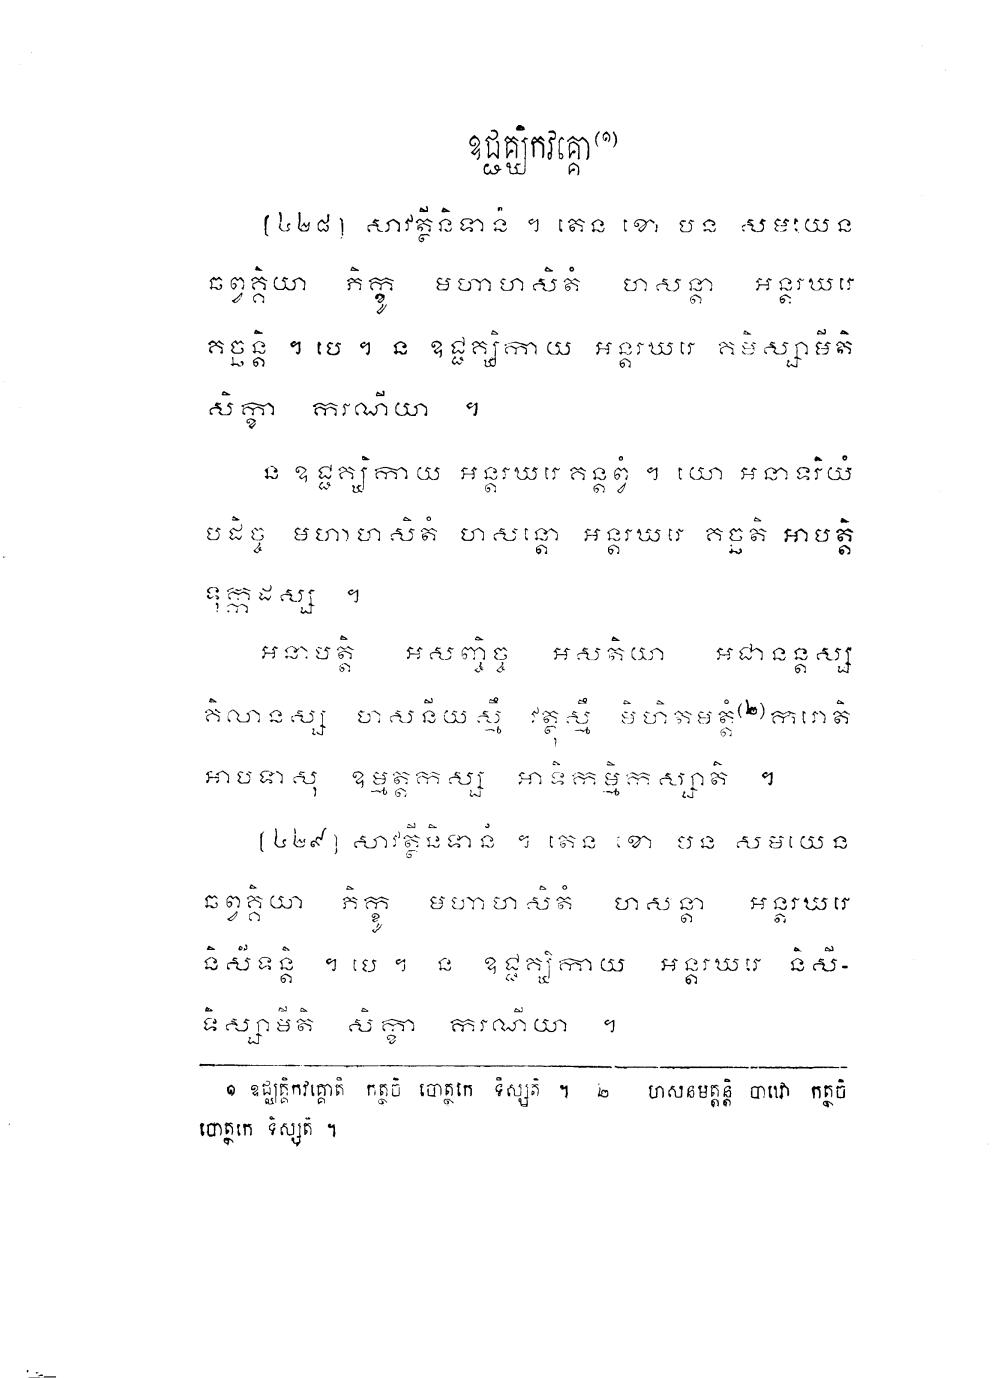 ឧជ្ជគ្ឃិកវគ្គោ(១)
(៤២៨) សាវត្ថីនិទានំ ។ តេន ខោ បន សមយេន
ឆព្វគ្គិយា ភិក្ខូ មហាហសិតំ ហសន្តា អន្តរឃរេ
គច្ឆន្តិ ។ បេ ។ ន ឧជ្ជគ្ឃិកាយ អន្តរឃរេ គមិស្សាមីតិ
សិក្ខា ករណីយា ។
ន ឧជ្ជគ្ឃិកាយ អន្តរឃរេ គន្តព្វំ ។ យោ អនាទរិយំ
បដិច្ច មហាហសិតំ ហសន្តោ អន្តរឃរេ គច្ឆតិ អាបត្តិ
ទុក្កដស្ស ។
អនាបត្តិ អសញ្ចិច្ច អសតិយា អជានន្តស្ស
គិលានស្ស ហសនីយស្មឹ វត្ថុស្មឹ មិហិតមត្តំ(២) ករោតិ
អាបទាសុ ឧម្មត្តកស្ស អាទិកម្មិកស្សាតិ ។
(៤២៩) សាវត្ថីនិទានំ ។ តេន ខោ បន សមយេន
ឆព្វគ្គិយា ភិក្ខូ មហាហសិតំ ហសន្តា អន្តរឃរេ
និសីទន្តិ ។ បេ ។ ន ឧជ្ជគ្ឃិកាយ អន្តរឃរេ និសី-
ទិស្សាមីតិ សិក្ខា ករណីយា ។
១ ឧជ្ឈគ្គិកវគ្គោតិ កត្ថចិ បោត្ថកេ ទិស្សតិ ។ ២ ហសនមត្តន្តិ បាឋោ កត្ថចិ
បោត្ថកេ ទិស្សតិ ។